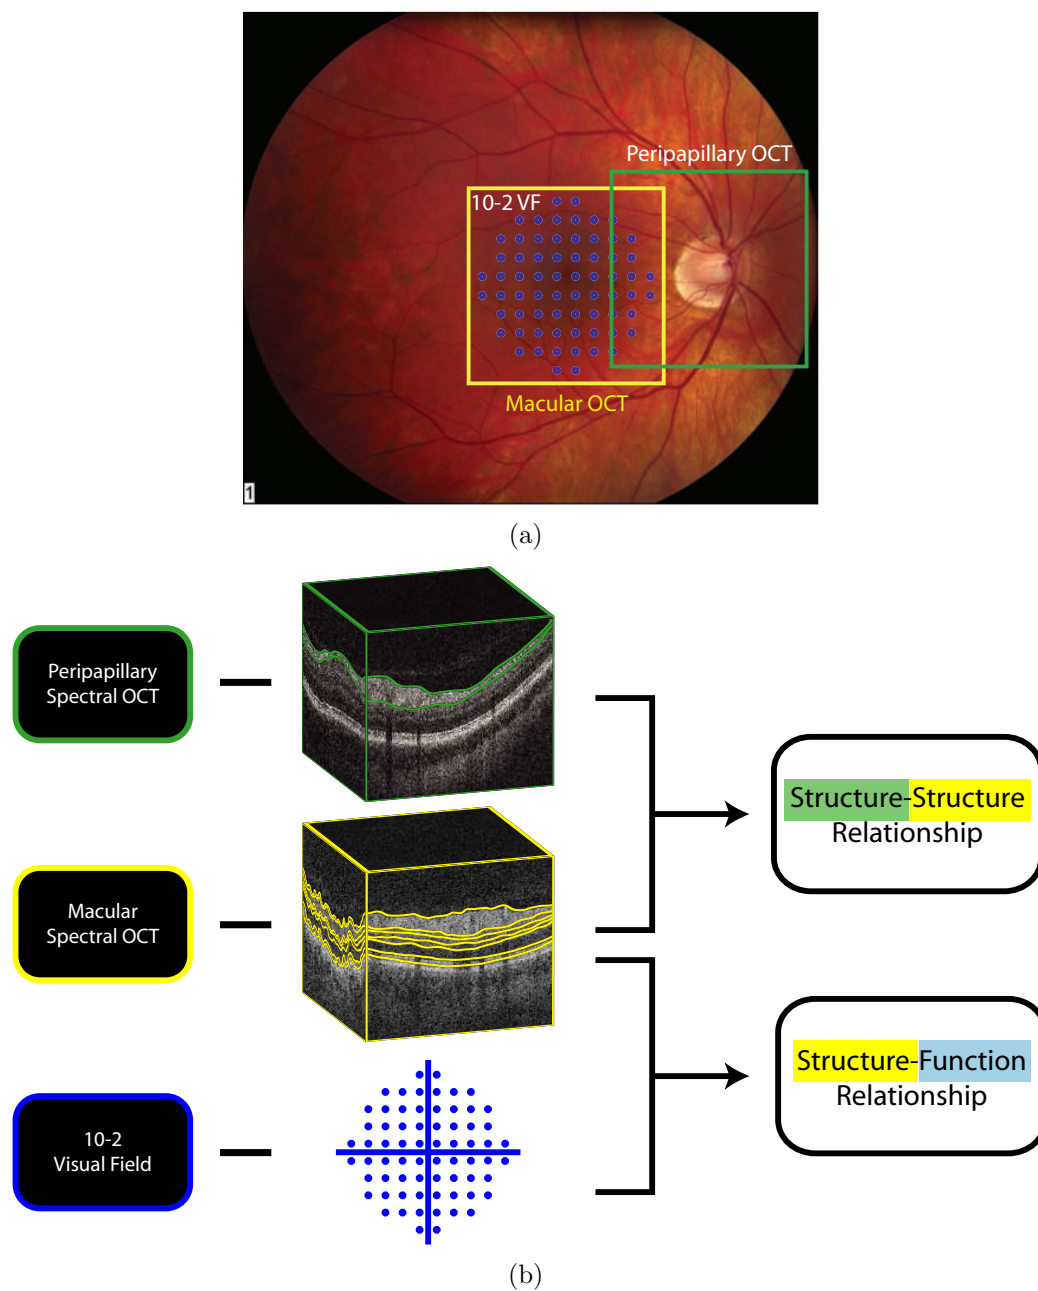 Peripapillary OCT
10-2 VF
Macular OCT
1
(a)
Peripapillary
Spectral OCT
Structure-Structure
Relationship
Macular
Spectral OCT
Structure-Function
Relationship
10-2
Visual Field
(b)